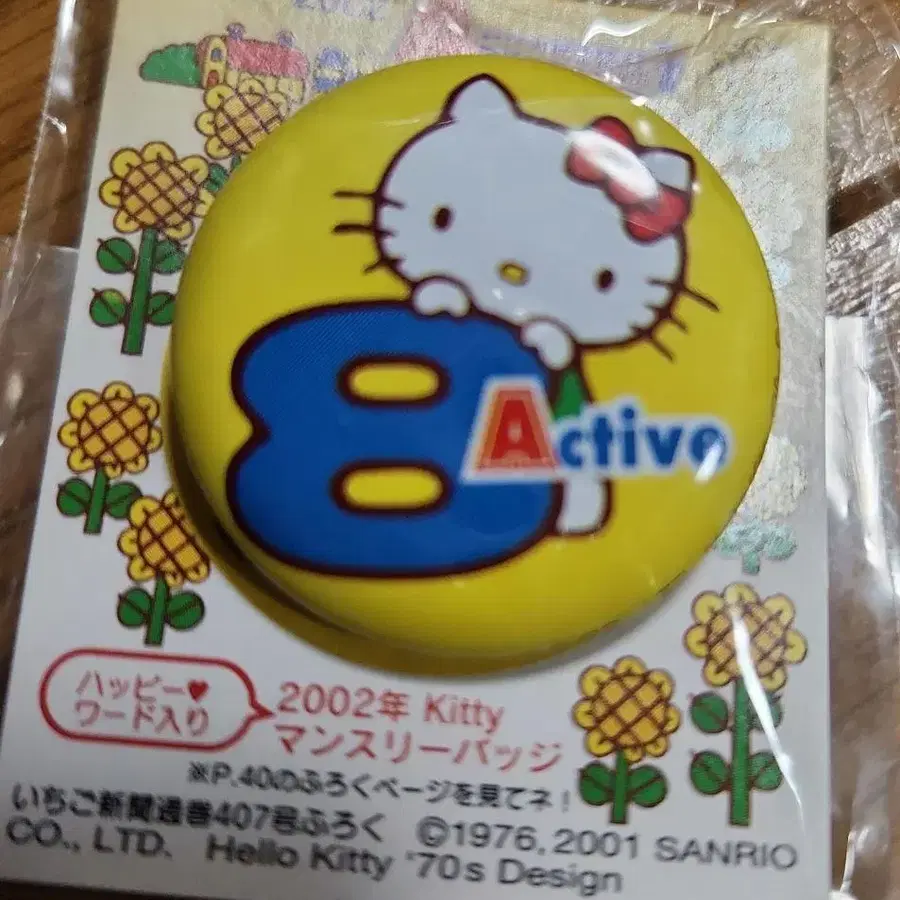 8
Active
ハッピー♥
ワード入り
2002年 Kitty
マンスリーバッジ
※P.40のふろくページを見てネ!
いちご新聞通巻407号ふろく ©1976, 2001 SANRIO
CO., LTD. Hello Kitty '70s Design